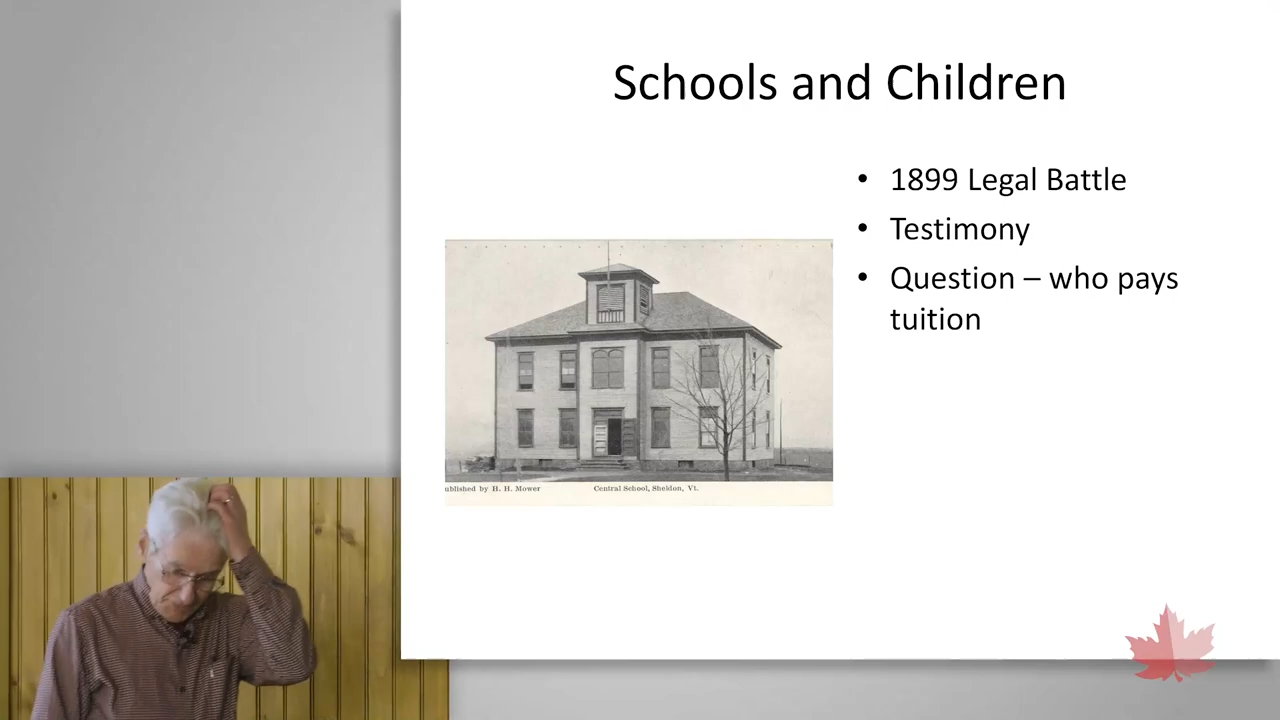 Schools and Children
• 1899 Legal Battle
• Testimony
• Question – who pays
tuition
ublished by H. H. Mower Central School, Sheldon, Vt.